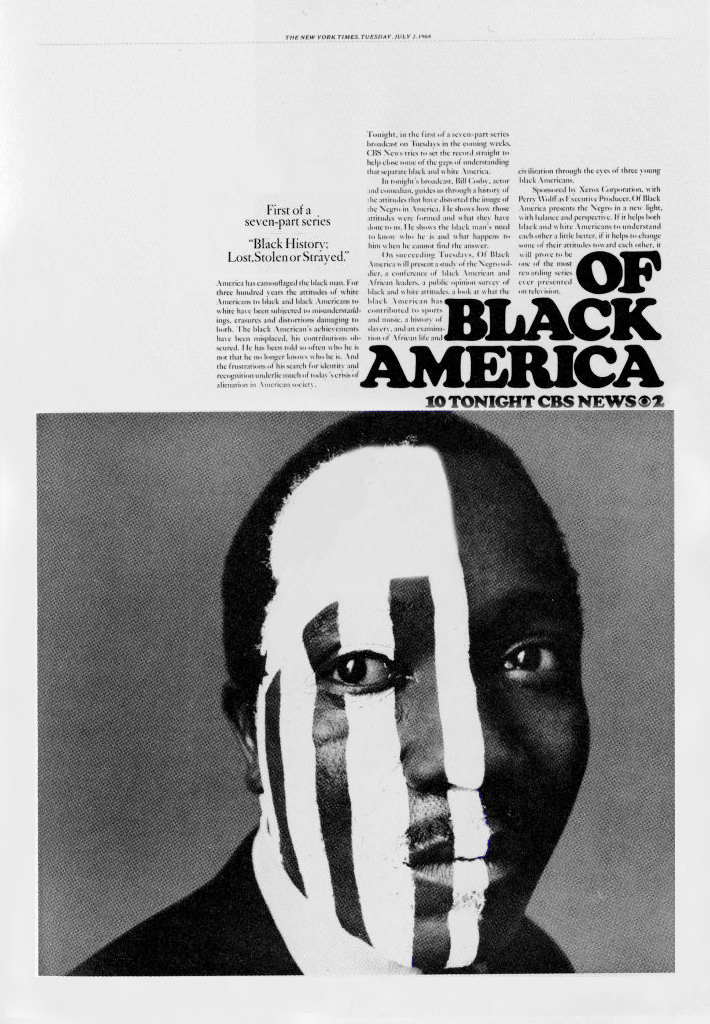 THE NEW YORK TIMES, TUESDAY, JULY 2, 1968
First of a
seven-part series
“Black History:
Lost, Stolen or Strayed.”
America has camouflaged the black man. For
three hundred years the attitudes of white
Americans to black and black Americans to
white have been subjected to misunderstand-
ings, erasures and distortions damaging to
both. The black American's achievements
have been misplaced, his contributions ob-
scured. He has been told so often who he is
not that he no longer knows who he is. And
the frustrations of his search for identity and
recognition underlie much of today's crisis of
alienation in American society.
Tonight, in the first of a seven-part series
broadcast on Tuesdays in the coming weeks,
CBS News tries to set the record straight to
help close some of the gaps of understanding
that separate black and white America.
In tonight's broadcast, Bill Cosby, actor
and comedian, guides us through a history of
the attitudes that have distorted the image of
the Negro in America. He shows how those
attitudes were formed and what they have
done to us. He shows the black man's need
to know who he is and what happens to
him when he cannot find the answer.
On succeeding Tuesdays, Of Black
America will present a study of the Negro sol-
dier, a conference of black American and
African leaders, a public opinion survey of
black and white attitudes, a look at what the
black American has
contributed to sports
and music, a history of
slavery, and an examina-
tion of African life and
civilization through the eyes of three young
black Americans.
Sponsored by Xerox Corporation, with
Perry Wolff as Executive Producer, Of Black
America presents the Negro in a new light,
with balance and perspective. If it helps both
black and white Americans to understand
each other a little better, if it helps to change
some of their attitudes toward each other, it
will prove to be
one of the most
rewarding series
ever presented
on television.
OF
BLACK
AMERICA
10 TONIGHT CBS NEWS 2